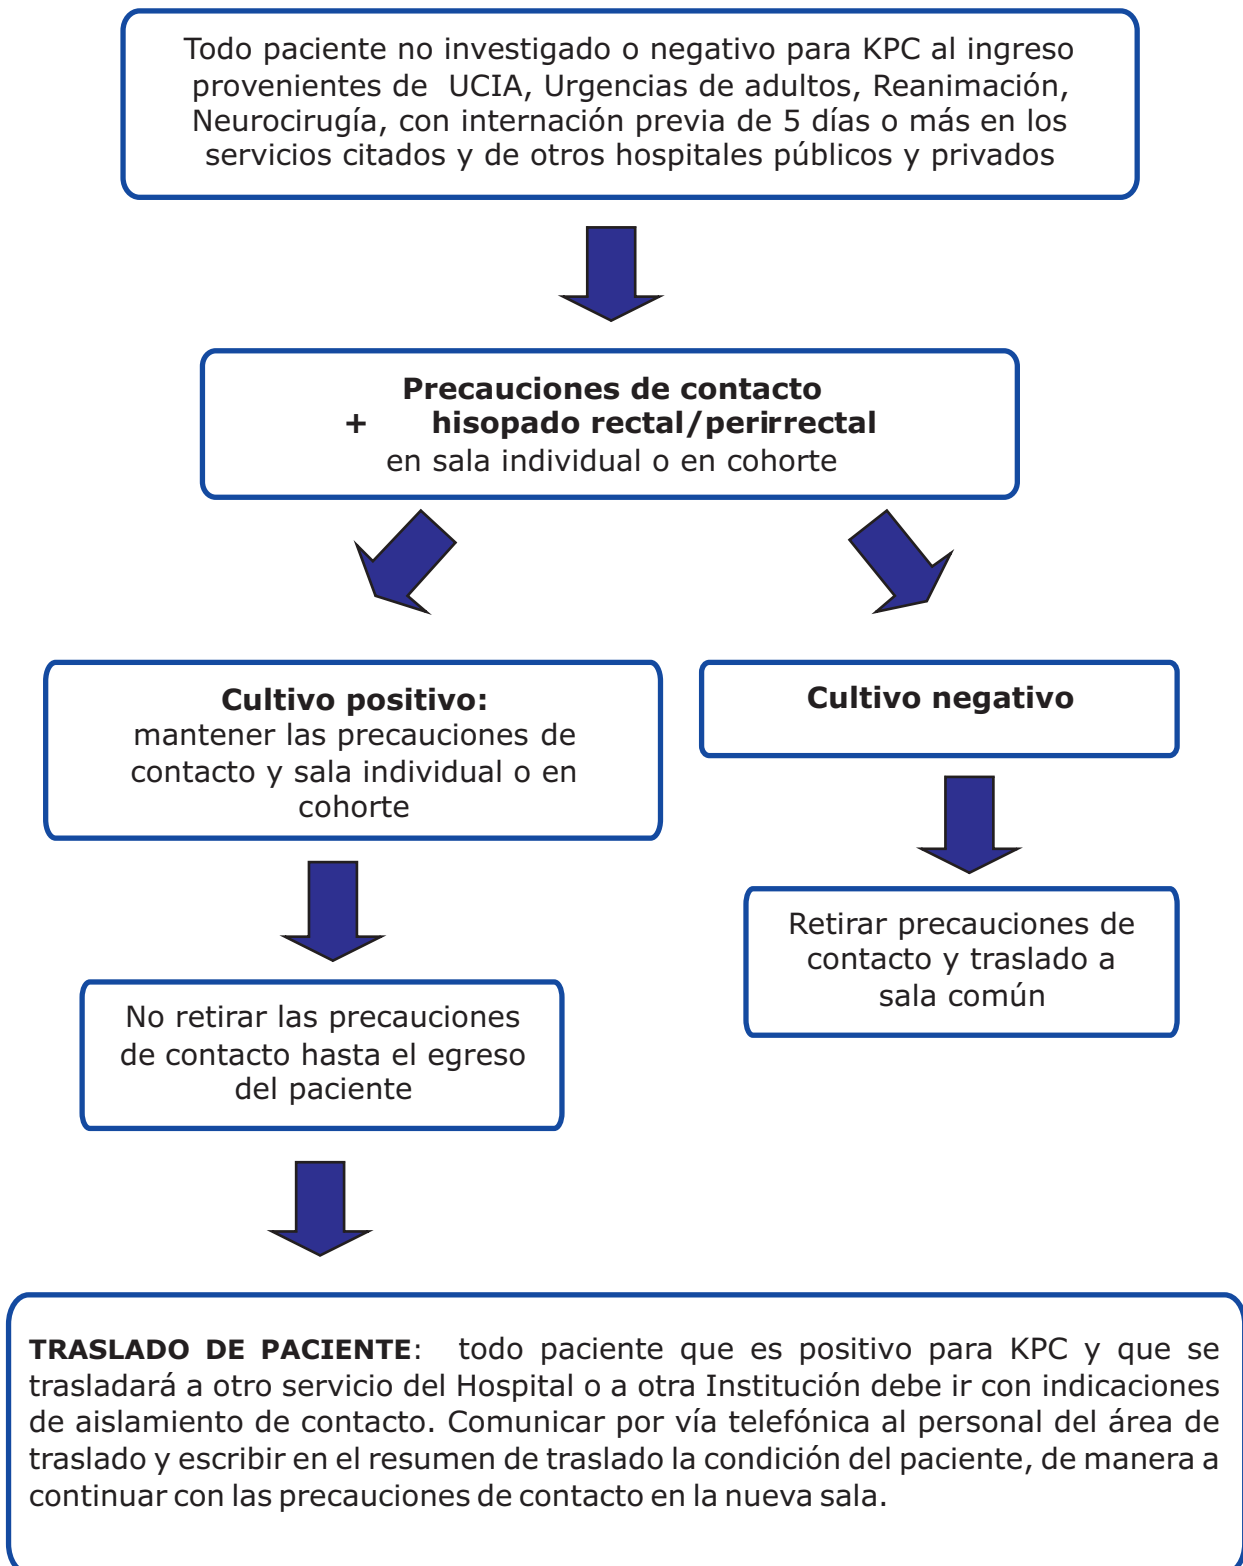 Todo paciente no investigado o negativo para KPC al ingreso
provenientes de UCIA, Urgencias de adultos, Reanimación,
Neurocirugía, con internación previa de 5 días o más en los
servicios citados y de otros hospitales públicos y privados
Precauciones de contacto
+ hisopado rectal/perirrectal
en sala individual o en cohorte
Cultivo positivo:
mantener las precauciones de
contacto y sala individual o en
cohorte
Cultivo negativo
No retirar las precauciones
de contacto hasta el egreso
del paciente
Retirar precauciones de
contacto y traslado a
sala común
TRASLADO DE PACIENTE: todo paciente que es positivo para KPC y que se
trasladará a otro servicio del Hospital o a otra Institución debe ir con indicaciones
de aislamiento de contacto. Comunicar por vía telefónica al personal del área de
traslado y escribir en el resumen de traslado la condición del paciente, de manera a
continuar con las precauciones de contacto en la nueva sala.